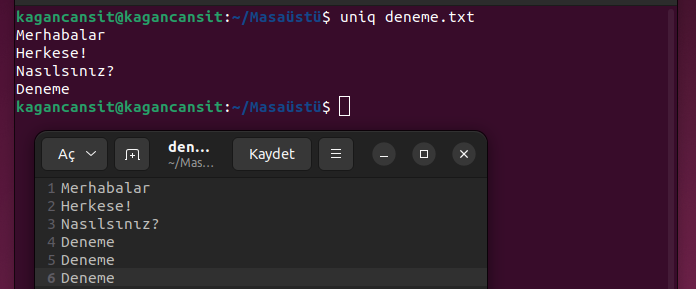 kagancansit@kagancansit:~/Masaüstü$ uniq deneme.txt
Merhabalar
Herkese!
Nasılsınız?
Deneme
kagancansit@kagancansit:~/Masaüstü$
Aç
den...
~/Mas...
Kaydet
1 Merhabalar
2 Herkese!
3 Nasılsınız?
4 Deneme
5 Deneme
6 Deneme